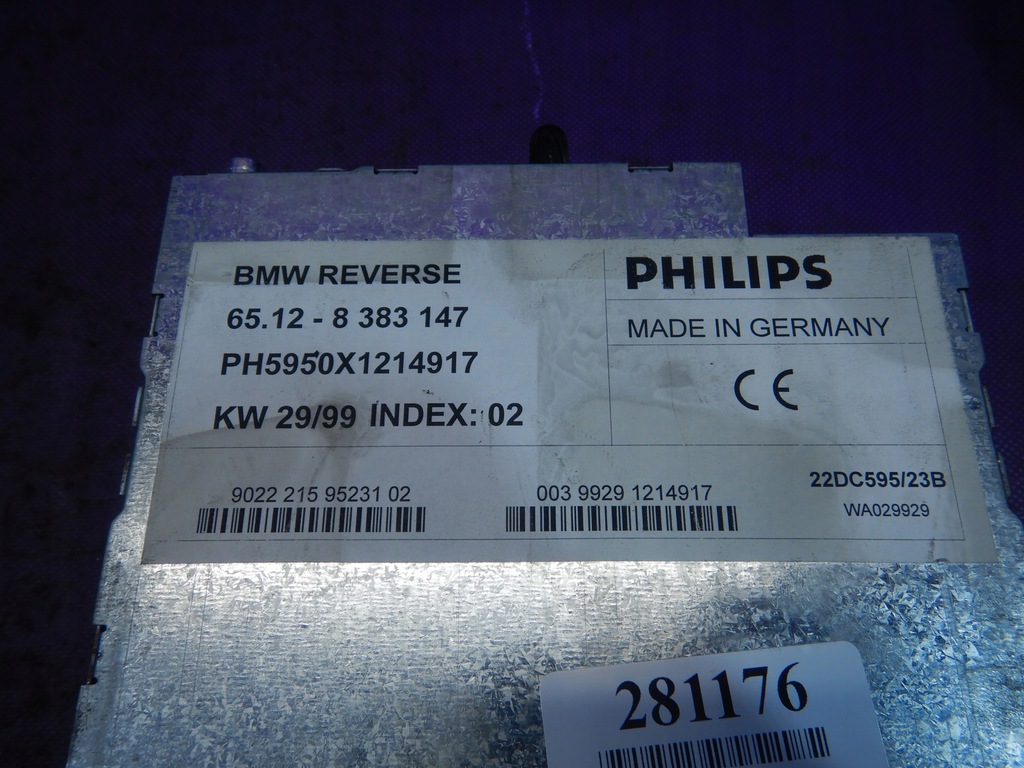 BMW REVERSE
65.12 - 8 383 147
PH5950X1214917
KW 29/99 INDEX: 02
PHILIPS
MADE IN GERMANY
CE
9022 215 95231 02
003 9929 1214917
22DC595/23B
WA029929
281176